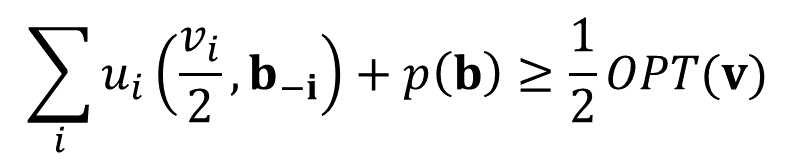 ∑_i u_i (v_i/2, 𝐛_{−𝐢}) + p(𝐛) ≥ 1/2 OPT(𝐯)